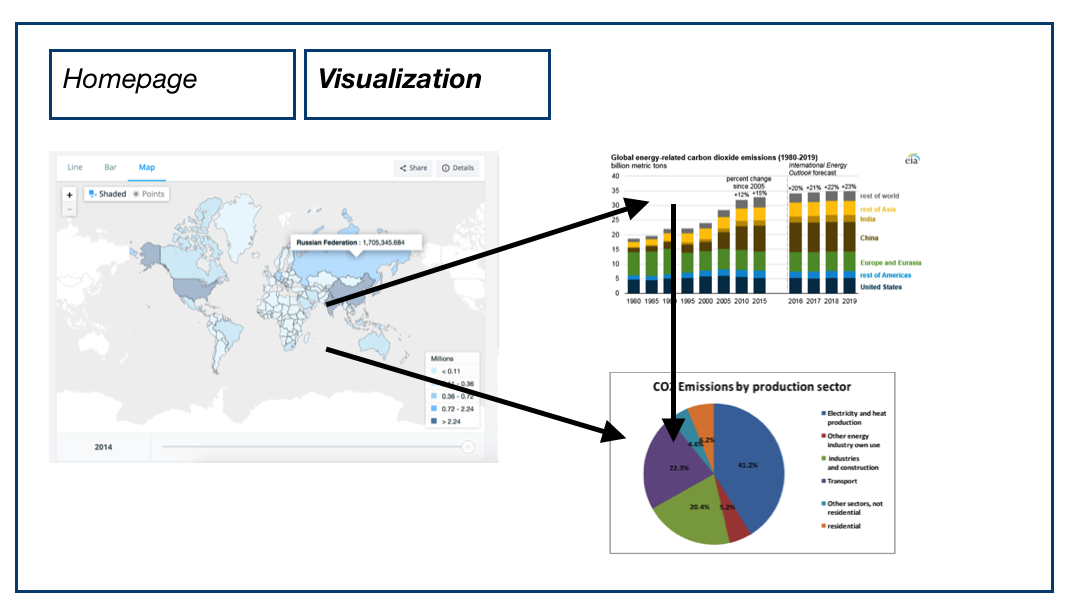 Homepage
Visualization
Line Bar Map
Share Details
+
Shaded Points
−
Russian Federation : 1,705,345.684
Millions
< 0.11
- 0.36
0.36 - 0.72
0.72 - 2.24
> 2.24
2014
Global energy-related carbon dioxide emissions (1980-2019)
billion metric tons
eia
International Energy
Outlook forecast
percent change
since 2005
+12% +15%
+20% +21% +22% +23%
40
35
30
25
20
15
10
5
0
1980 1985 1995 2000 2005 2010 2015 2016 2017 2018 2019
rest of world
rest of Asia
India
China
Europe and Eurasia
rest of Americas
United States
CO2 Emissions by production sector
41.2%
5.2%
20.4%
22.3%
4.6%
6.2%
Electricity and heat
production
Other energy
industry own use
industries
and construction
Transport
Other sectors, not
residential
residential